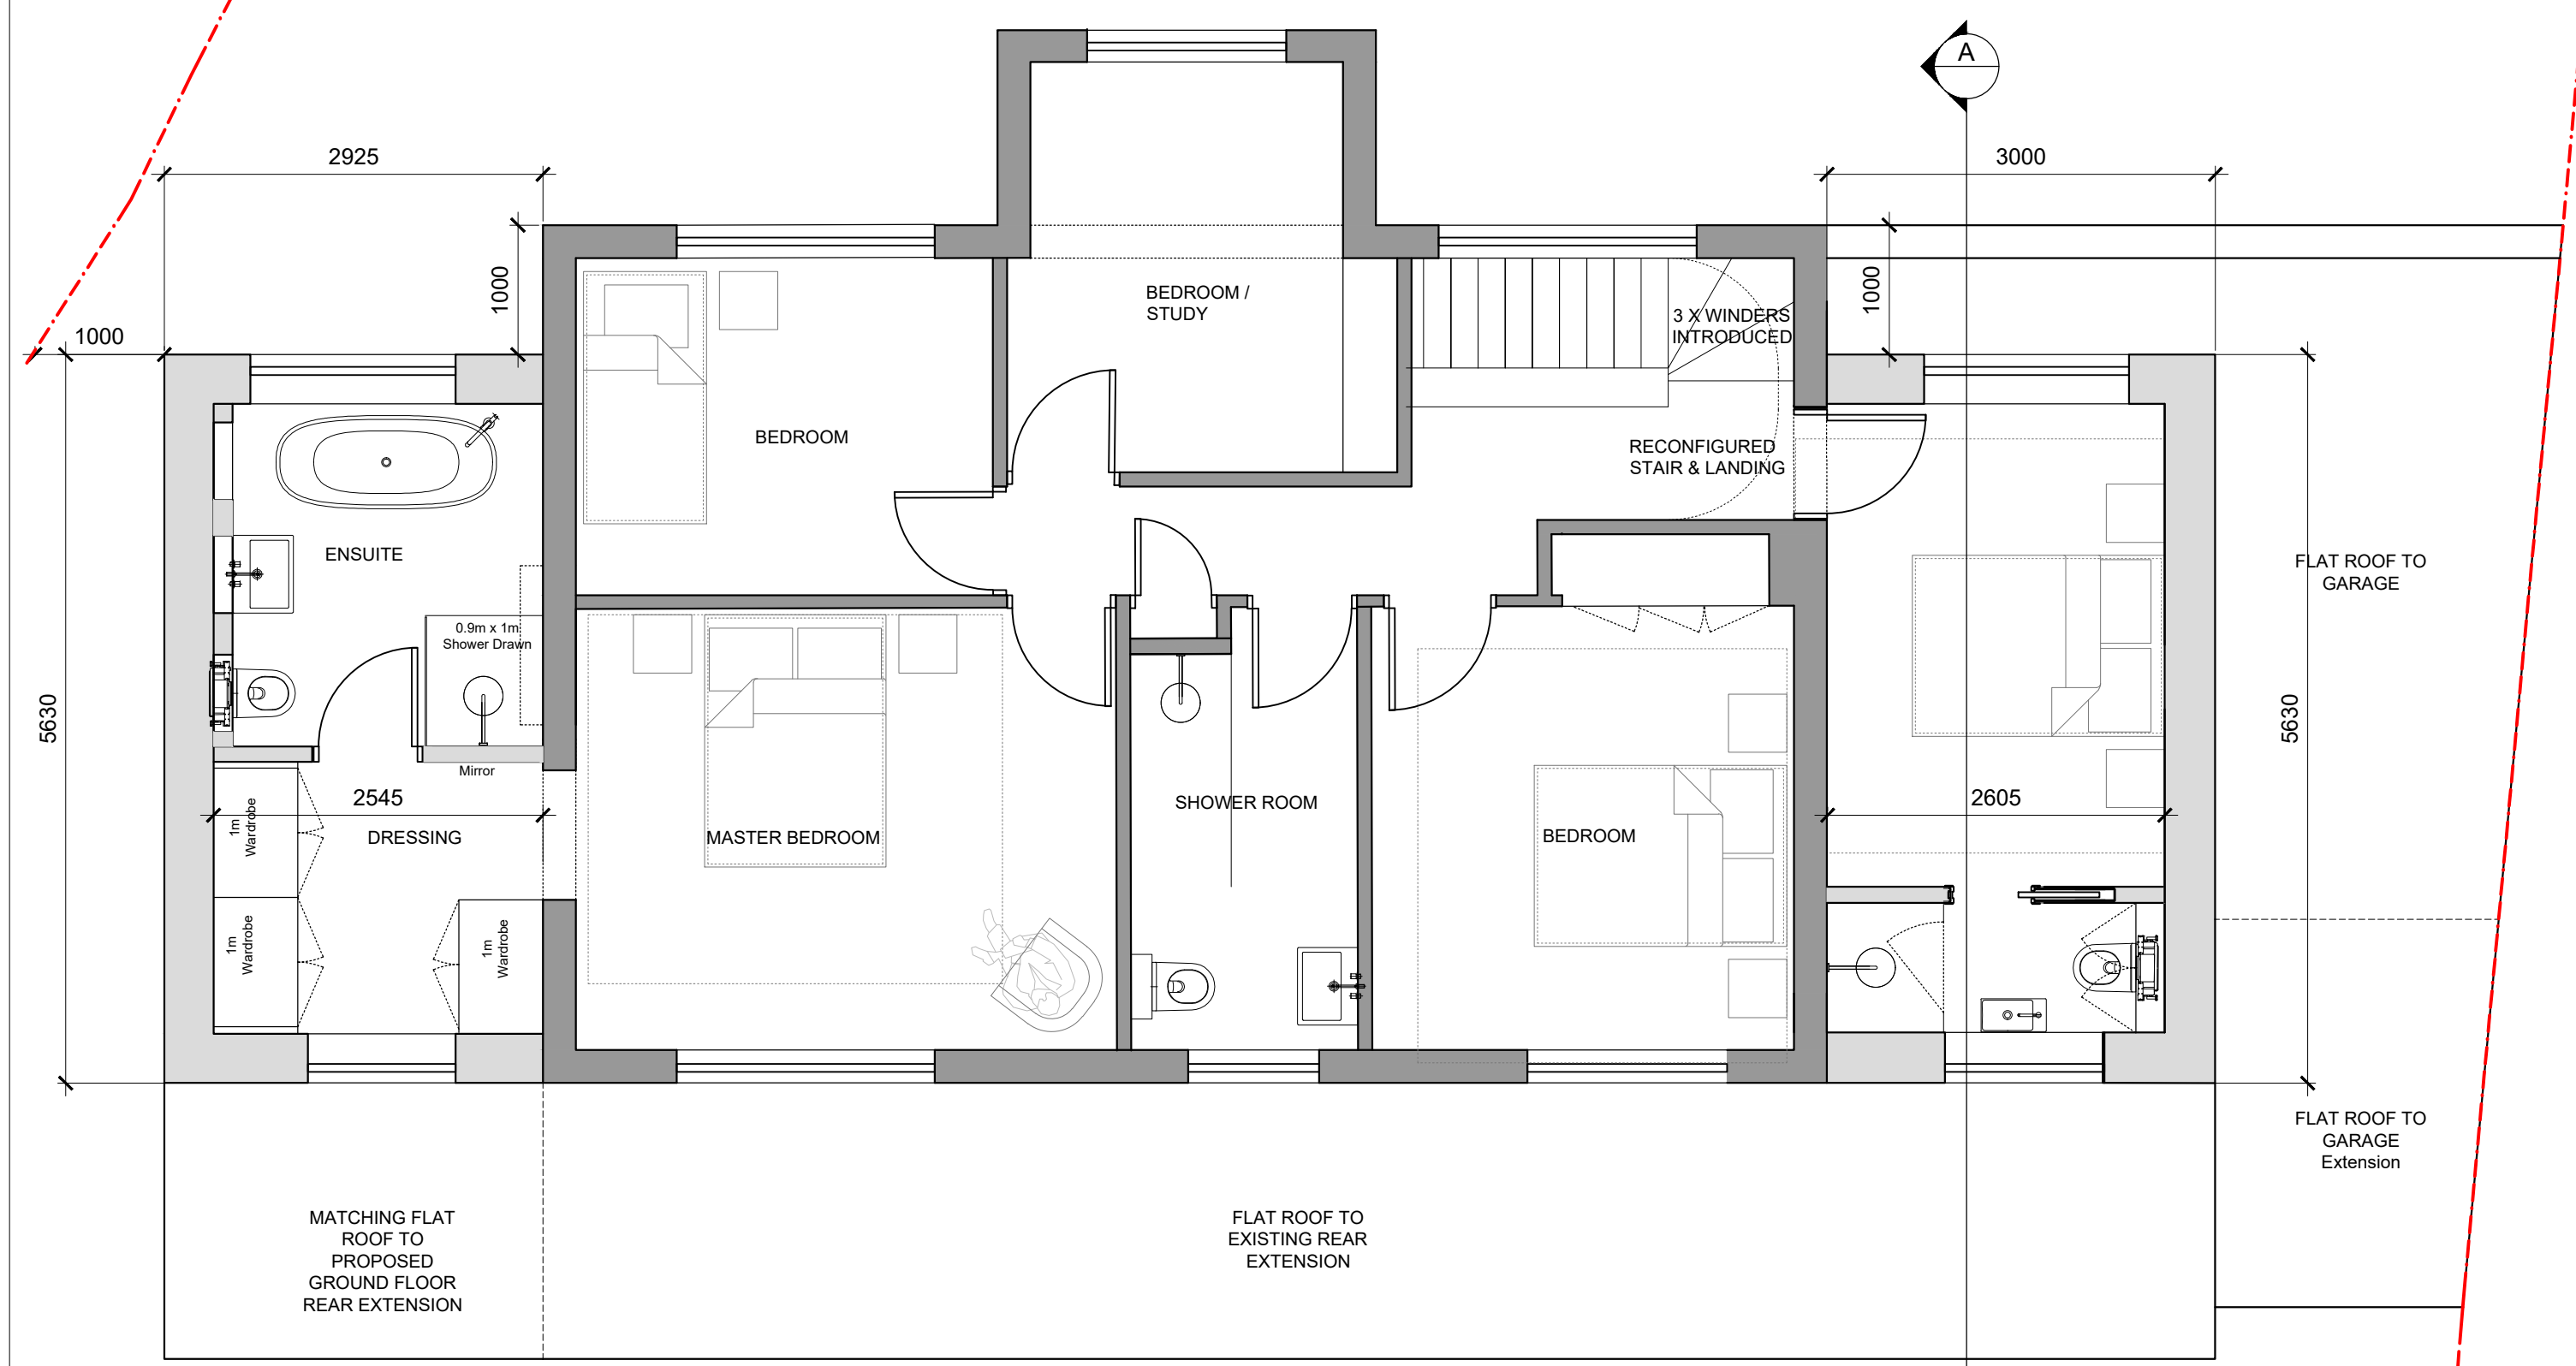 A
2925
3000
1000
1000
1000
BEDROOM /
STUDY
3 X WINDERS
INTRODUCED
BEDROOM
RECONFIGURED
STAIR & LANDING
ENSUITE
FLAT ROOF TO
GARAGE
0.9m x 1m
Shower Drawn
5630
5630
Mirror
2545
2605
1m
Wardrobe
DRESSING
MASTER BEDROOM
SHOWER ROOM
BEDROOM
1m
Wardrobe
1m
Wardrobe
FLAT ROOF TO
GARAGE
Extension
MATCHING FLAT
ROOF TO
PROPOSED
GROUND FLOOR
REAR EXTENSION
FLAT ROOF TO
EXISTING REAR
EXTENSION